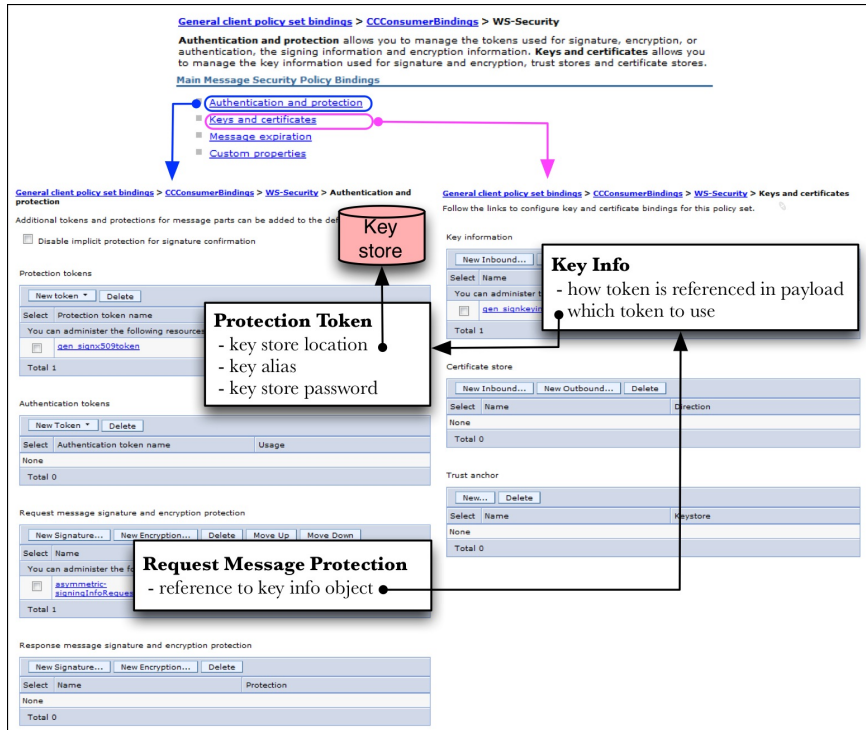 General client policy set bindings > CCConsumerBindings > WS-Security
Authentication and protection allows you to manage the tokens used for signature, encryption, or
authentication, the signing information and encryption information. Keys and certificates allows you
to manage the key information used for signature and encryption, trust stores and certificate stores.
Main Message Security Policy Bindings
Authentication and protection
Keys and certificates
Message expiration
Custom properties
General client policy set bindings > CCConsumerBindings > WS-Security > Authentication and
protection
Additional tokens and protections for message parts can be added to the def
Disable implicit protection for signature confirmation
Key
store
Protection tokens
New token Delete
Select Protection token name
You can administer the following resources
gen_signx509token
Total 1
Protection Token
- key store location
- key alias
- key store password
Authentication tokens
New Token Delete
Select Authentication token name Usage
None
Total 0
Request message signature and encryption protection
New Signature... New Encryption... Delete Move Up Move Down
Select Name
You can administer the fo
asymmetric-
signingInfoReques
Total 1
Request Message Protection
- reference to key info object
Response message signature and encryption protection
New Signature... New Encryption... Delete
Select Name Protection
None
Total 0
General client policy set bindings > CCConsumerBindings > WS-Security > Keys and certificates
Follow the links to configure key and certificate bindings for this policy set.
Key information
New Inbound...
Select Name
You can administer t
gen_signkeyin
Total 1
Key Info
- how token is referenced in payload
which token to use
Certificate store
New Inbound... New Outbound... Delete
Select Name Direction
None
Total 0
Trust anchor
New... Delete
Select Name Keystore
None
Total 0